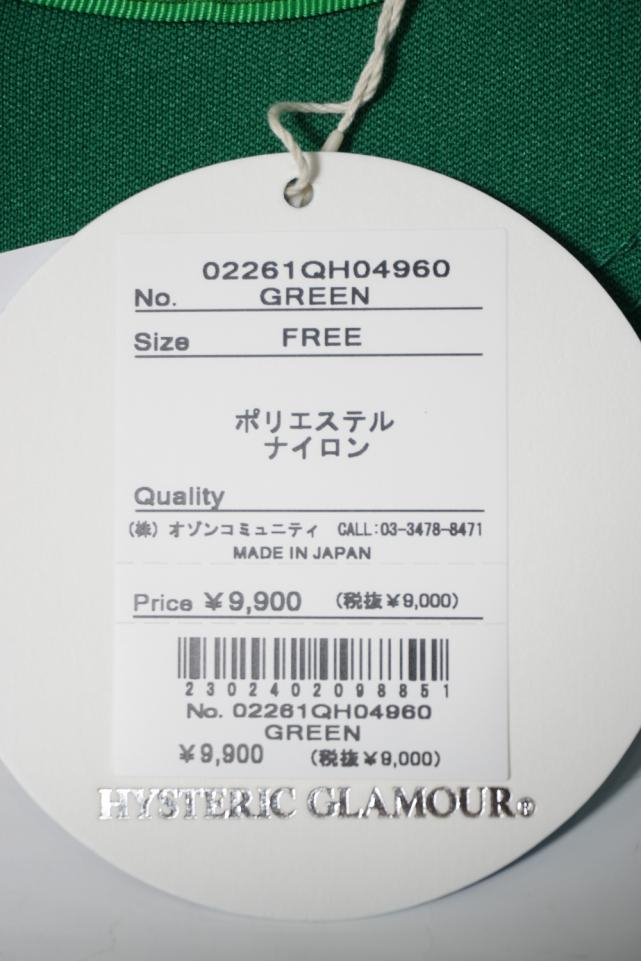 02261QH04960
No. GREEN
Size FREE
ポリエステル
ナイロン
Quality
(株) オゾンコミュニティ CALL:03-3478-8471
MADE IN JAPAN
Price ¥9,900 (税抜¥9,000)
2302402098851
No. 02261QH04960
GREEN
¥9,900 (税抜¥9,000)
HYSTERIC GLAMOUR®